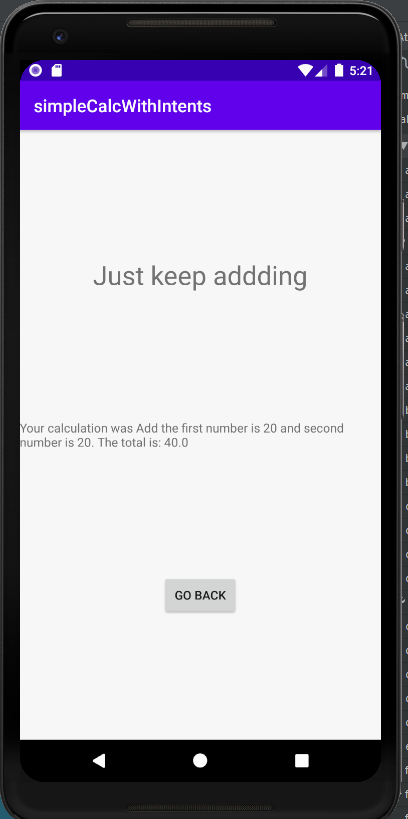 5:21
simpleCalcWithIntents
Just keep addding
Your calculation was Add the first number is 20 and second
number is 20. The total is: 40.0
GO BACK